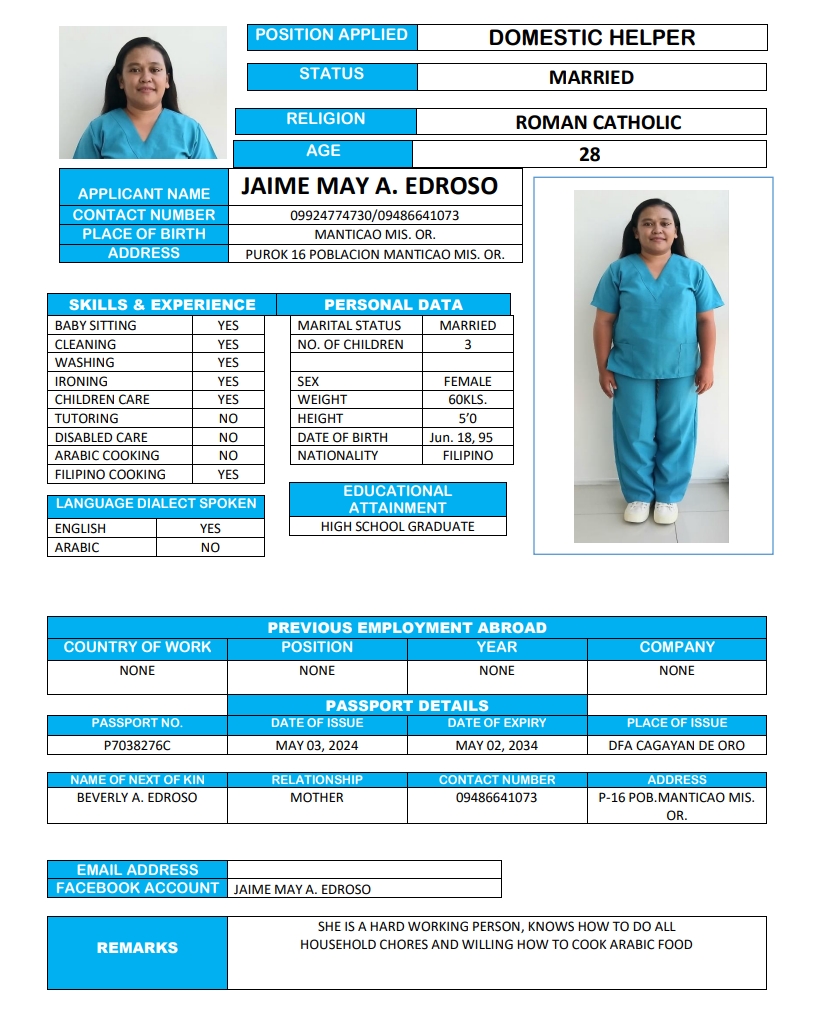 POSITION APPLIED DOMESTIC HELPER
STATUS MARRIED
RELIGION ROMAN CATHOLIC
AGE 28
APPLICANT NAME JAIME MAY A. EDROSO
CONTACT NUMBER 09924774730/09486641073
PLACE OF BIRTH MANTICAO MIS. OR.
ADDRESS PUROK 16 POBLACION MANTICAO MIS. OR.
SKILLS & EXPERIENCE
BABY SITTING YES
CLEANING YES
WASHING YES
IRONING YES
CHILDREN CARE YES
TUTORING NO
DISABLED CARE NO
ARABIC COOKING NO
FILIPINO COOKING YES
LANGUAGE DIALECT SPOKEN
ENGLISH YES
ARABIC NO
PERSONAL DATA
MARITAL STATUS MARRIED
NO. OF CHILDREN 3
SEX FEMALE
WEIGHT 60KLS.
HEIGHT 5’0
DATE OF BIRTH Jun. 18, 95
NATIONALITY FILIPINO
EDUCATIONAL
ATTAINMENT
HIGH SCHOOL GRADUATE
PREVIOUS EMPLOYMENT ABROAD
COUNTRY OF WORK POSITION YEAR COMPANY
NONE NONE NONE NONE
PASSPORT DETAILS
PASSPORT NO. DATE OF ISSUE DATE OF EXPIRY PLACE OF ISSUE
P7038276C MAY 03, 2024 MAY 02, 2034 DFA CAGAYAN DE ORO
NAME OF NEXT OF KIN RELATIONSHIP CONTACT NUMBER ADDRESS
BEVERLY A. EDROSO MOTHER 09486641073 P-16 POB.MANTICAO MIS.
OR.
EMAIL ADDRESS
FACEBOOK ACCOUNT JAIME MAY A. EDROSO
REMARKS
SHE IS A HARD WORKING PERSON, KNOWS HOW TO DO ALL
HOUSEHOLD CHORES AND WILLING HOW TO COOK ARABIC FOOD